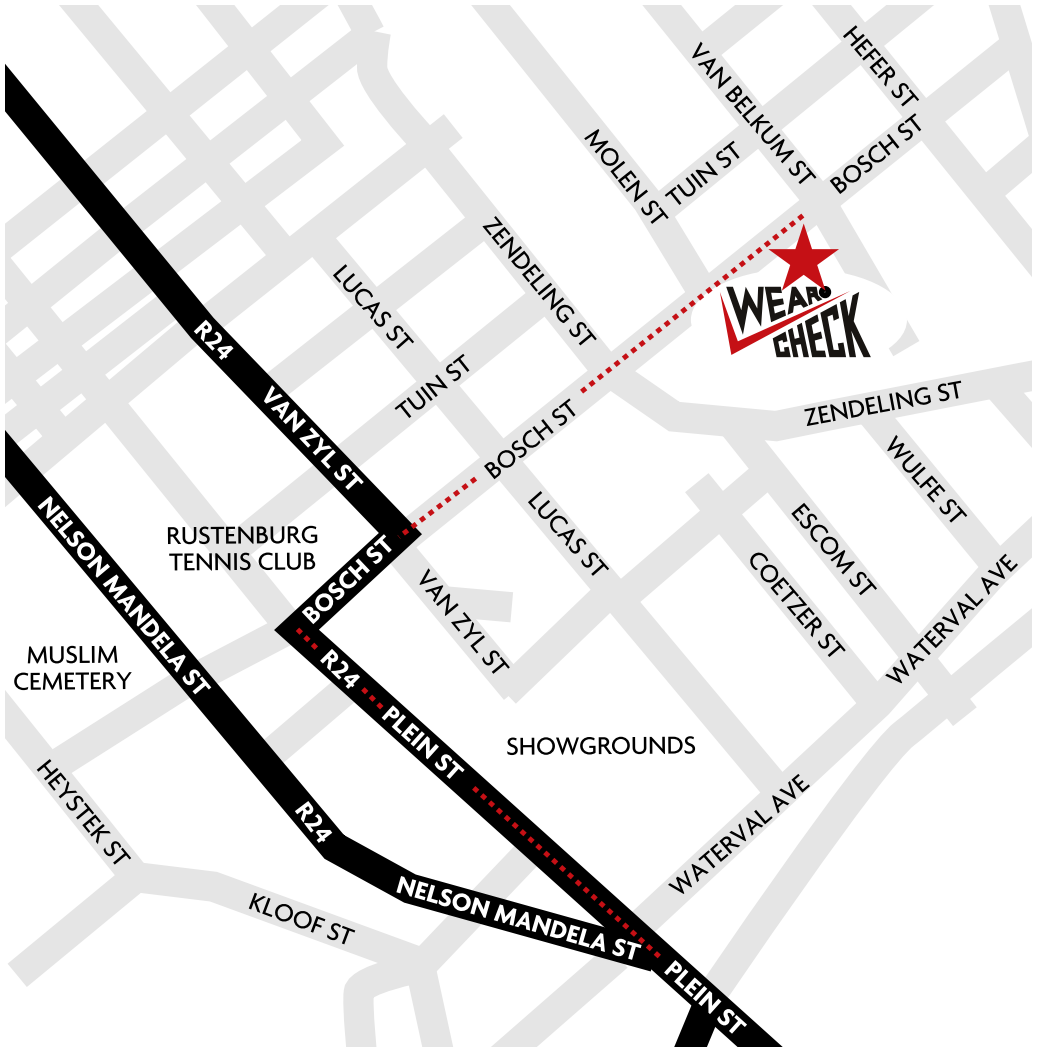 HEFER ST
VAN BELKUM ST
BOSCH ST
MOLEN ST
TUIN ST
ZENDELING ST
LUCAS ST
WEAR
CHECK
R24
TUIN ST
VAN ZYL ST
BOSCH ST
ZENDELING ST
WULFE ST
NELSON MANDELA ST
RUSTENBURG
TENNIS CLUB
BOSCH ST
LUCAS ST
ESCOM ST
COETZER ST
VAN ZYL ST
WATERVAL AVE
MUSLIM
CEMETERY
R24
PLEIN ST
SHOWGROUNDS
HEYSTEK ST
R24
WATERVAL AVE
KLOOF ST
NELSON MANDELA ST
PLEIN ST